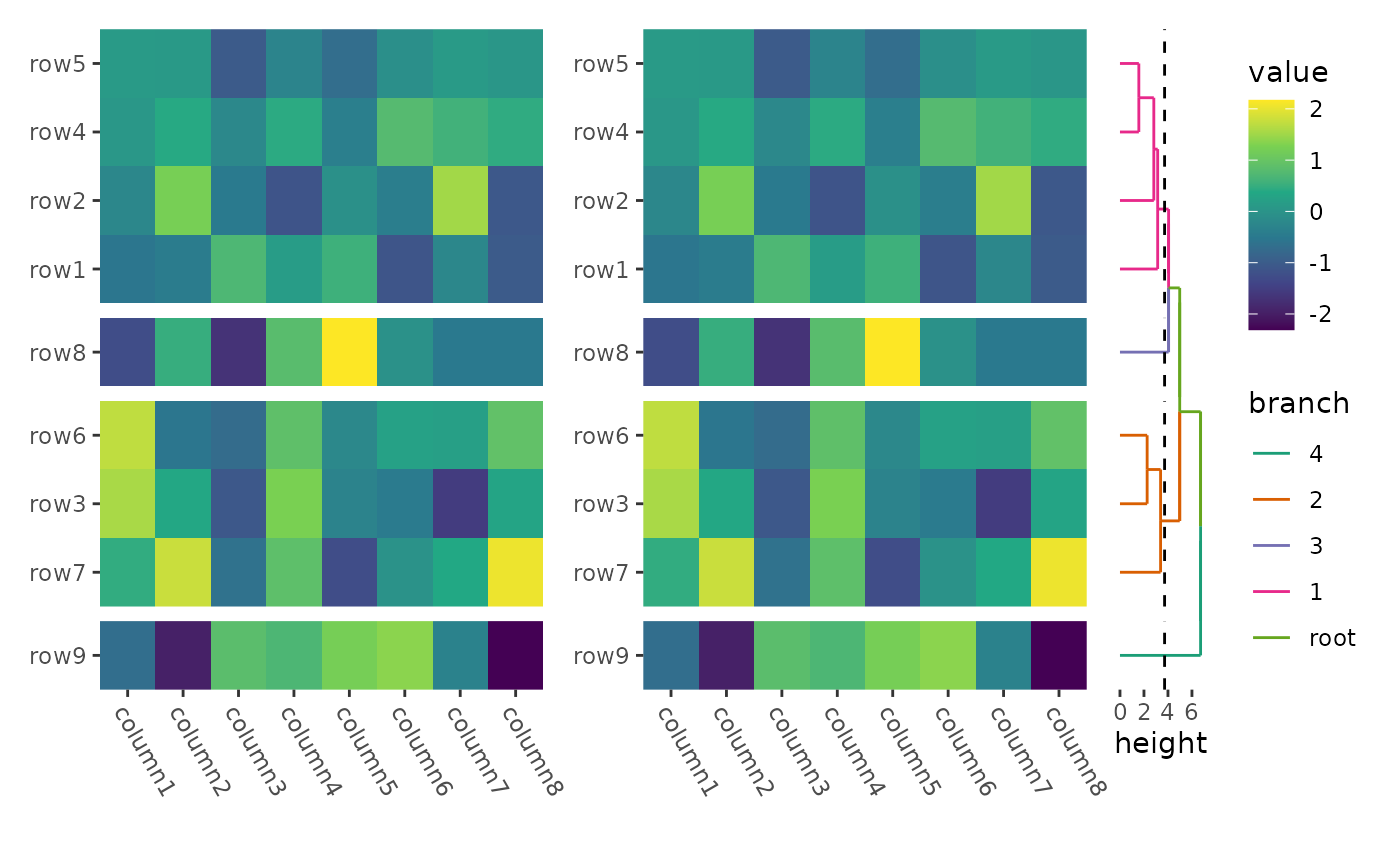 row5
row4
row2
row1
row8
row6
row3
row7
row9
column1
column2
column3
column4
column5
column6
column7
column8
row5
row4
row2
row1
row8
row6
row3
row7
row9
column1
column2
column3
column4
column5
column6
column7
column8
0 2 4 6
height
value
2
1
0
-1
-2
branch
4
2
3
1
root